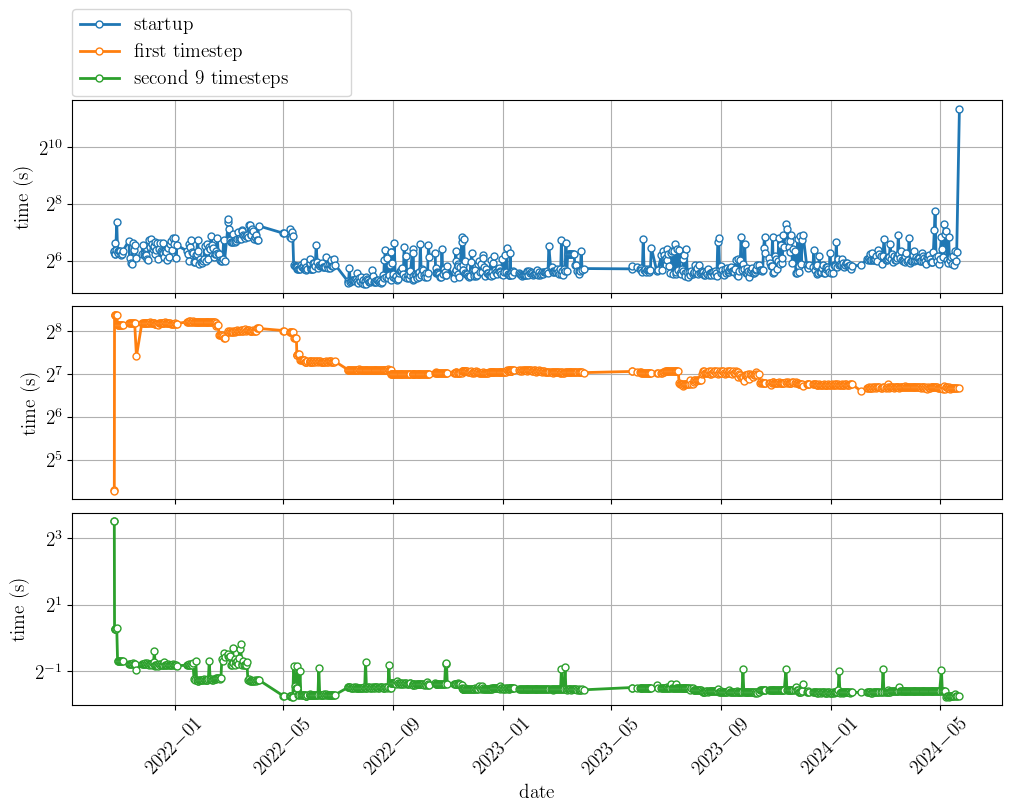 startup
first timestep
second 9 timesteps
2^10
2^8
2^6
time (s)
2^8
2^7
2^6
2^5
time (s)
2^3
2^1
2^−1
time (s)
2022−01
2022−05
2022−09
2023−01
2023−05
2023−09
2024−01
2024−05
date